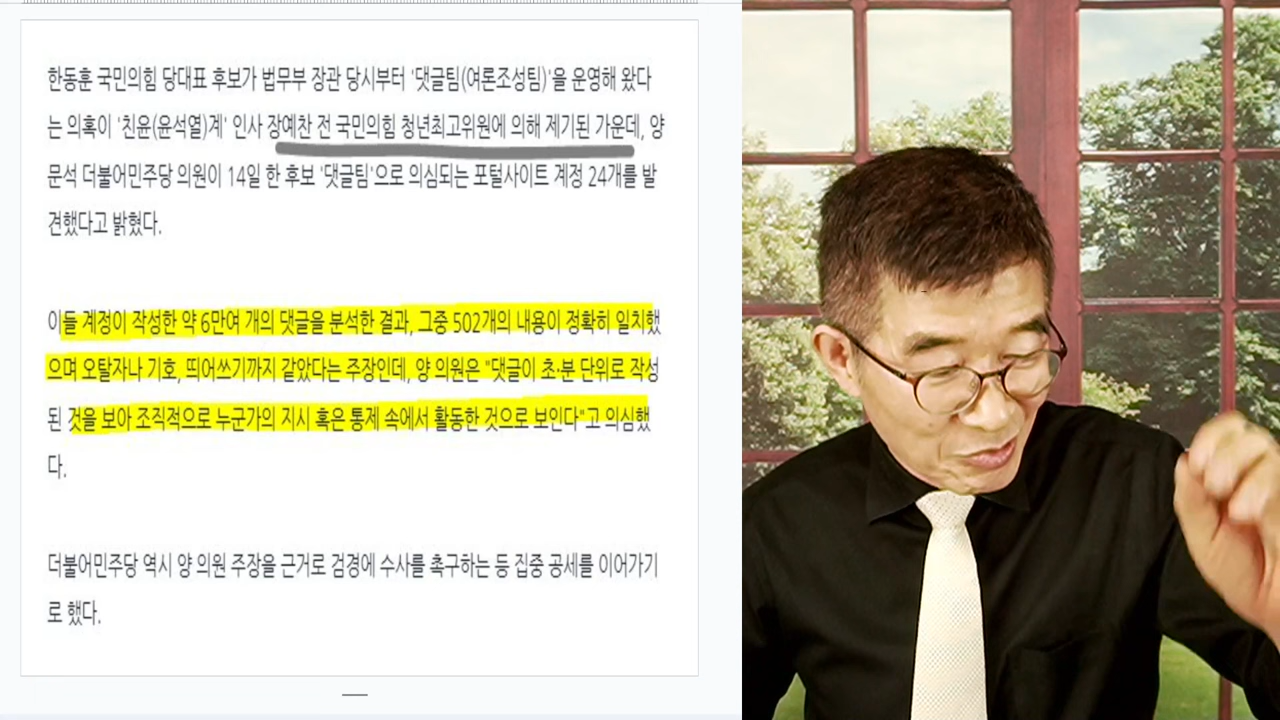 한동훈 국민의힘 당대표 후보가 법무부 장관 당시부터 '댓글팀(여론조성팀)'을 운영해 왔다
는 의혹이 '친윤(윤석열)계' 인사 장예찬 전 국민의힘 청년최고위원에 의해 제기된 가운데, 양
문석 더불어민주당 의원이 14일 한 후보 '댓글팀'으로 의심되는 포털사이트 계정 24개를 발
견했다고 밝혔다.
이들 계정이 작성한 약 6만여 개의 댓글을 분석한 결과, 그중 502개의 내용이 정확히 일치했
으며 오탈자나 기호, 띄어쓰기까지 같았다는 주장인데, 양 의원은 "댓글이 초·분 단위로 작성
된 것을 보아 조직적으로 누군가의 지시 혹은 통제 속에서 활동한 것으로 보인다"고 의심했
다.
더불어민주당 역시 양 의원 주장을 근거로 검경에 수사를 촉구하는 등 집중 공세를 이어가기
로 했다.